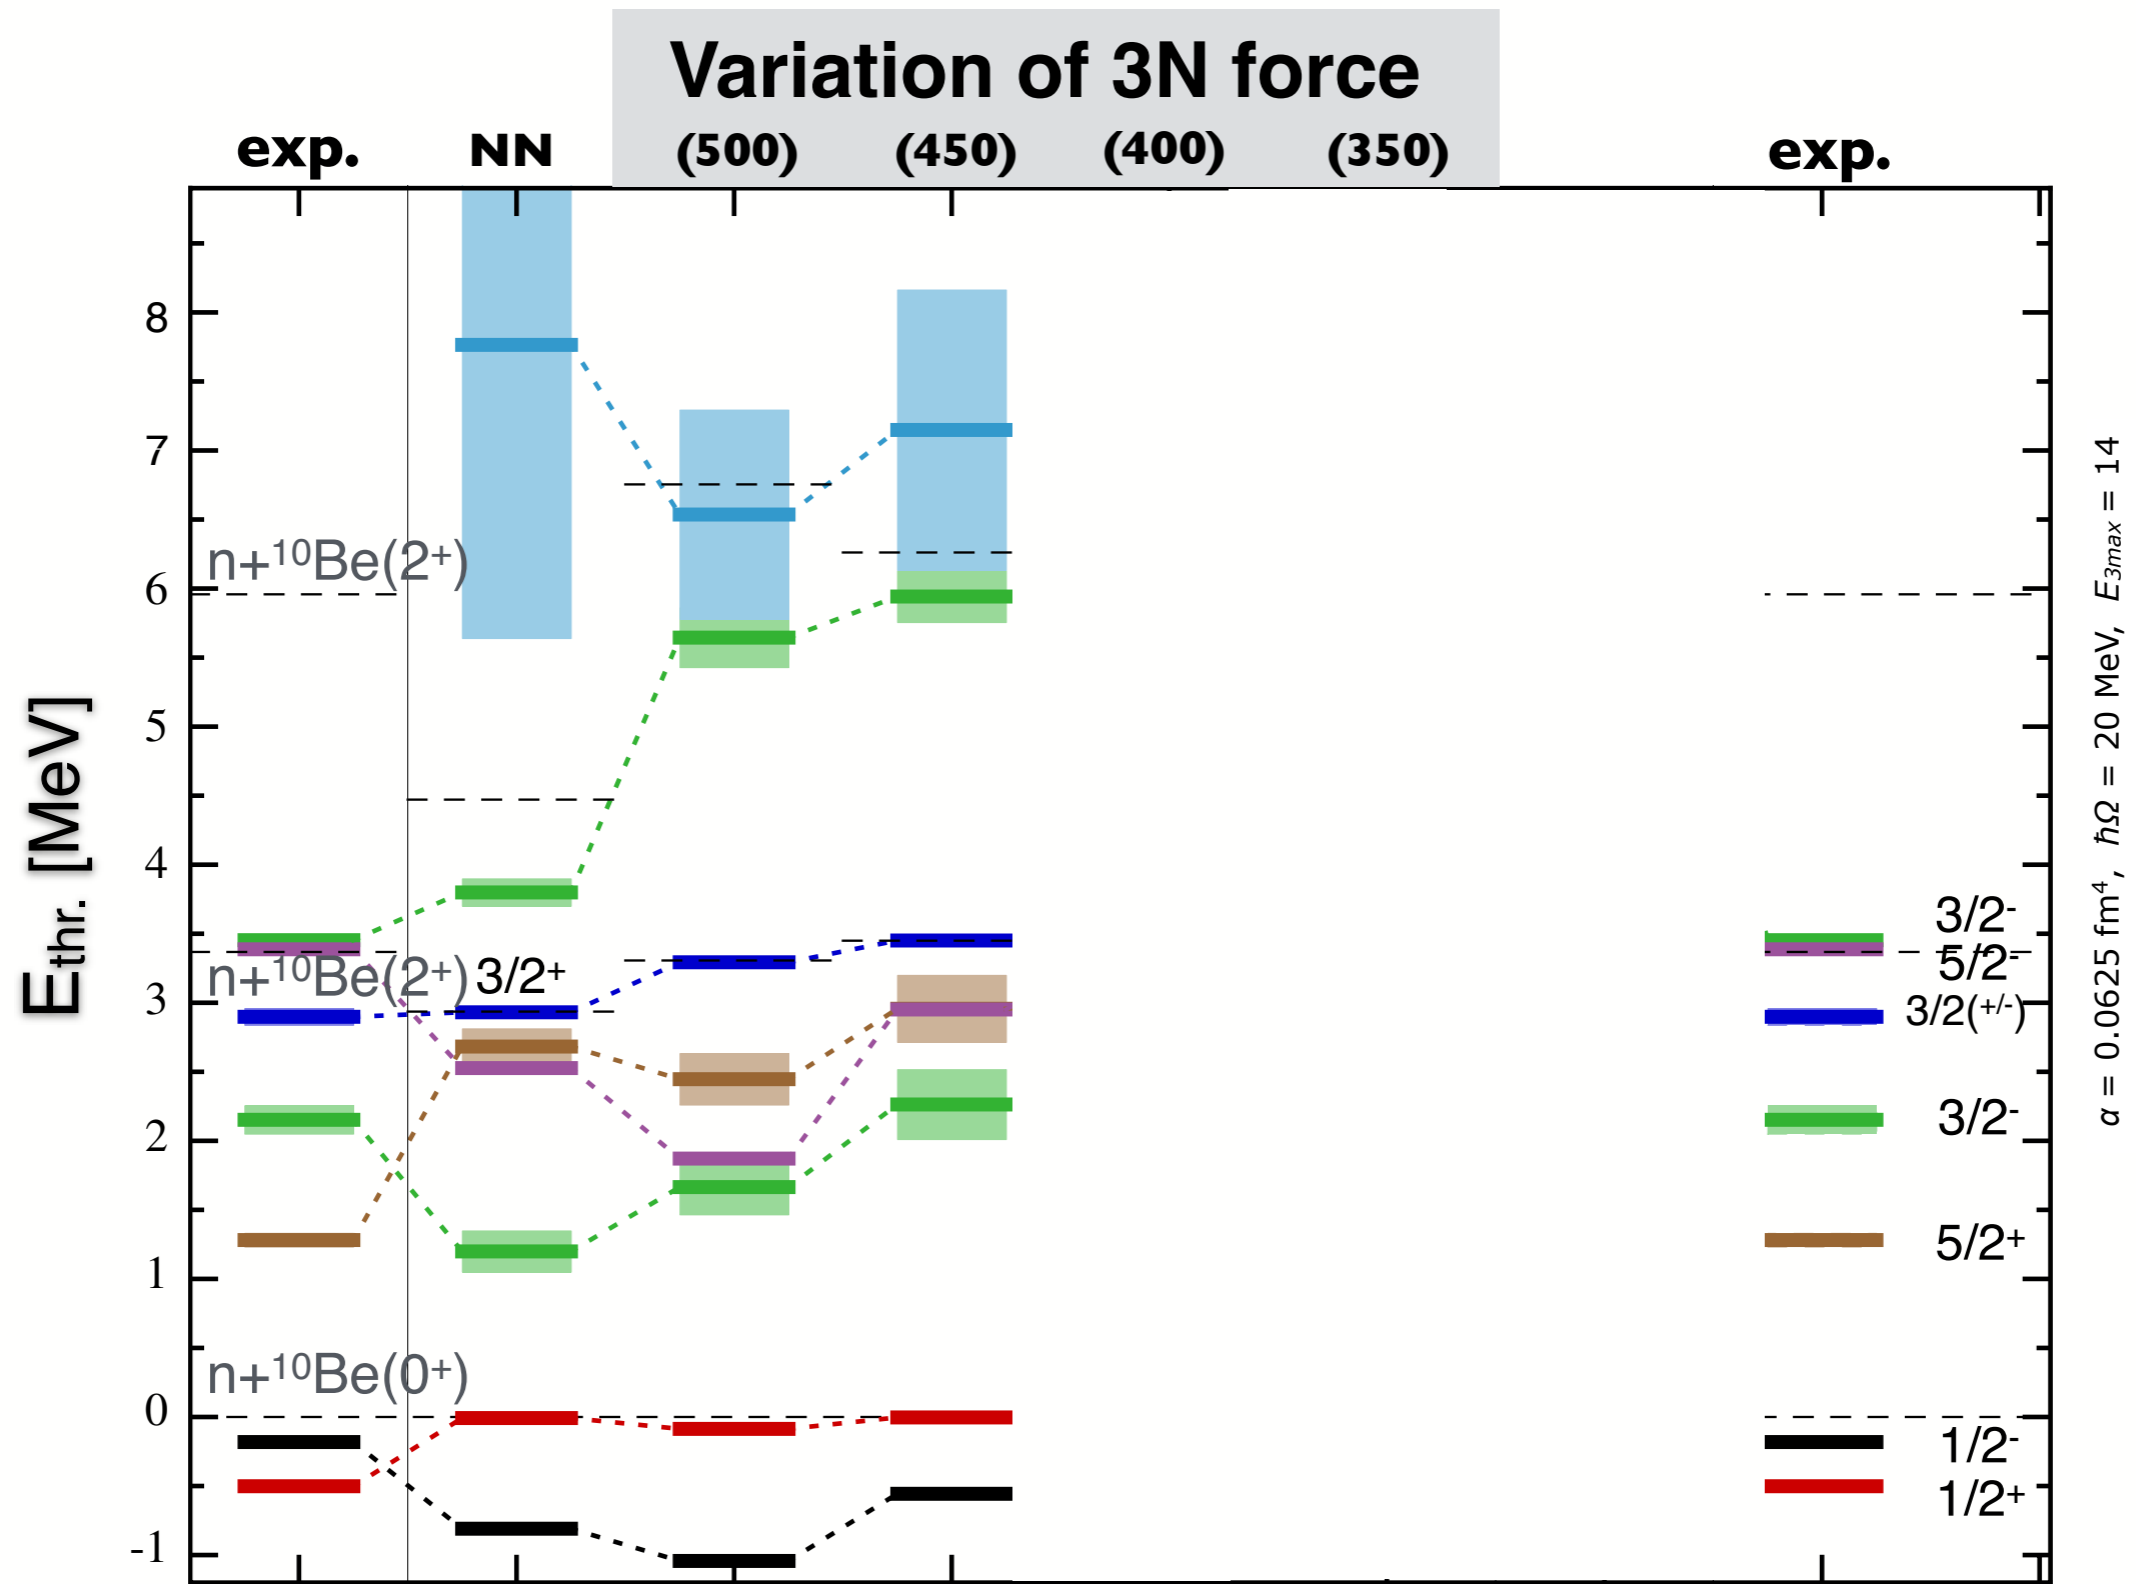 Variation of 3N force
exp. NN (500) (450) (400) (350) exp.
8
7
n+¹⁰Be(2⁺)
6
5
4
3/2⁻
5/2⁻
n+¹⁰Be(2⁺) 3/2⁺
3
3/2(⁺/⁻)
2
3/2⁻
5/2⁺
1
n+¹⁰Be(0⁺)
0
1/2⁻
1/2⁺
-1
E_thr. [MeV]
α = 0.0625 fm⁴, ℏΩ = 20 MeV, E_3max = 14